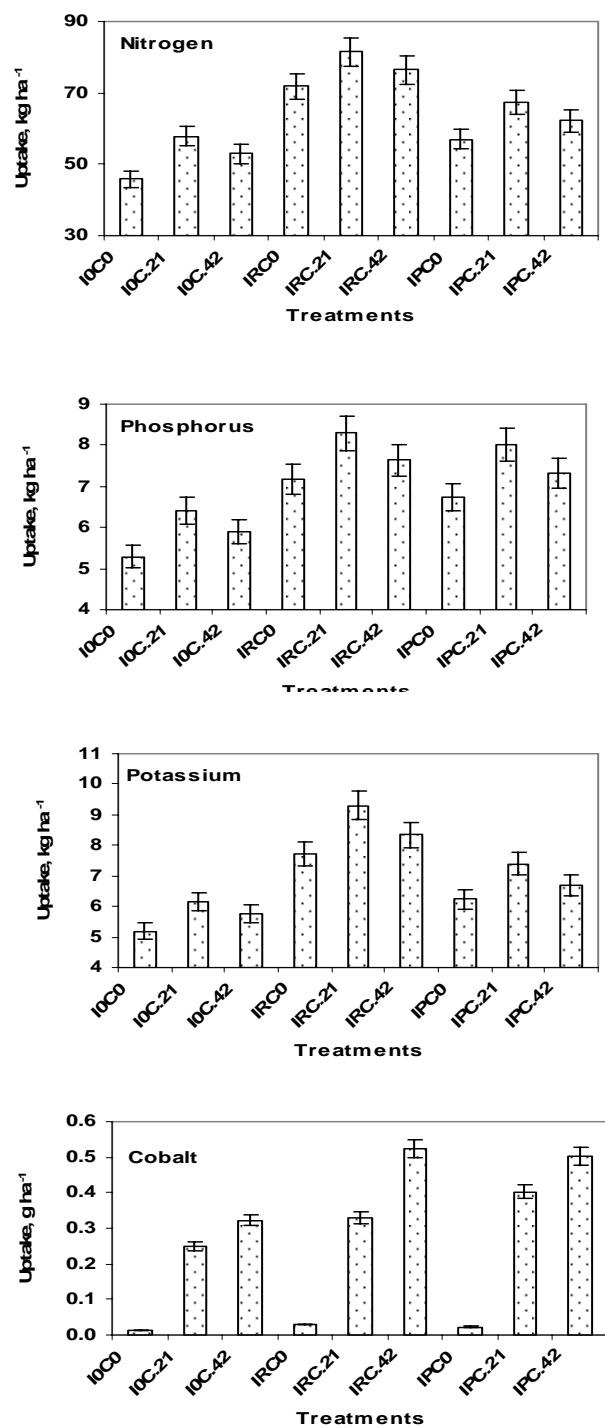 Nitrogen
Uptake, kg ha-1
90
70
50
30
I0C0
I0C.21
I0C.42
IRC0
IRC.21
IRC.42
IPC0
IPC.21
IPC.42
Treatments
Phosphorus
Uptake, kg ha-1
9
8
7
6
5
4
I0C0
I0C.21
I0C.42
IRC0
IRC.21
IRC.42
IPC0
IPC.21
IPC.42
Treatments
Potassium
Uptake, kg ha-1
11
10
9
8
7
6
5
4
I0C0
I0C.21
I0C.42
IRC0
IRC.21
IRC.42
IPC0
IPC.21
IPC.42
Treatments
Cobalt
Uptake, g ha-1
0.6
0.5
0.4
0.3
0.2
0.1
0.0
I0C0
I0C.21
I0C.42
IRC0
IRC.21
IRC.42
IPC0
IPC.21
IPC.42
Treatments